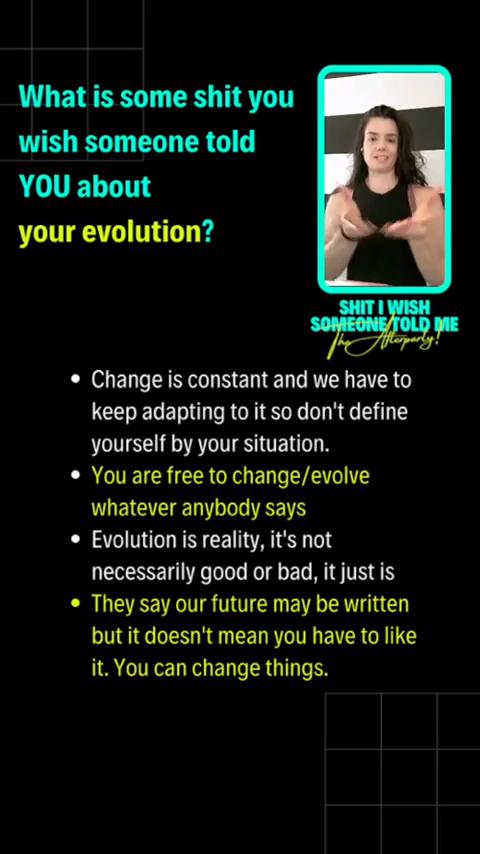 What is some shit you
wish someone told
YOU about
your evolution?
SHIT I WISH
SOMEONE TOLD ME
The Afterparty!
• Change is constant and we have to
keep adapting to it so don't define
yourself by your situation.
• You are free to change/evolve
whatever anybody says
• Evolution is reality, it's not
necessarily good or bad, it just is
• They say our future may be written
but it doesn't mean you have to like
it. You can change things.